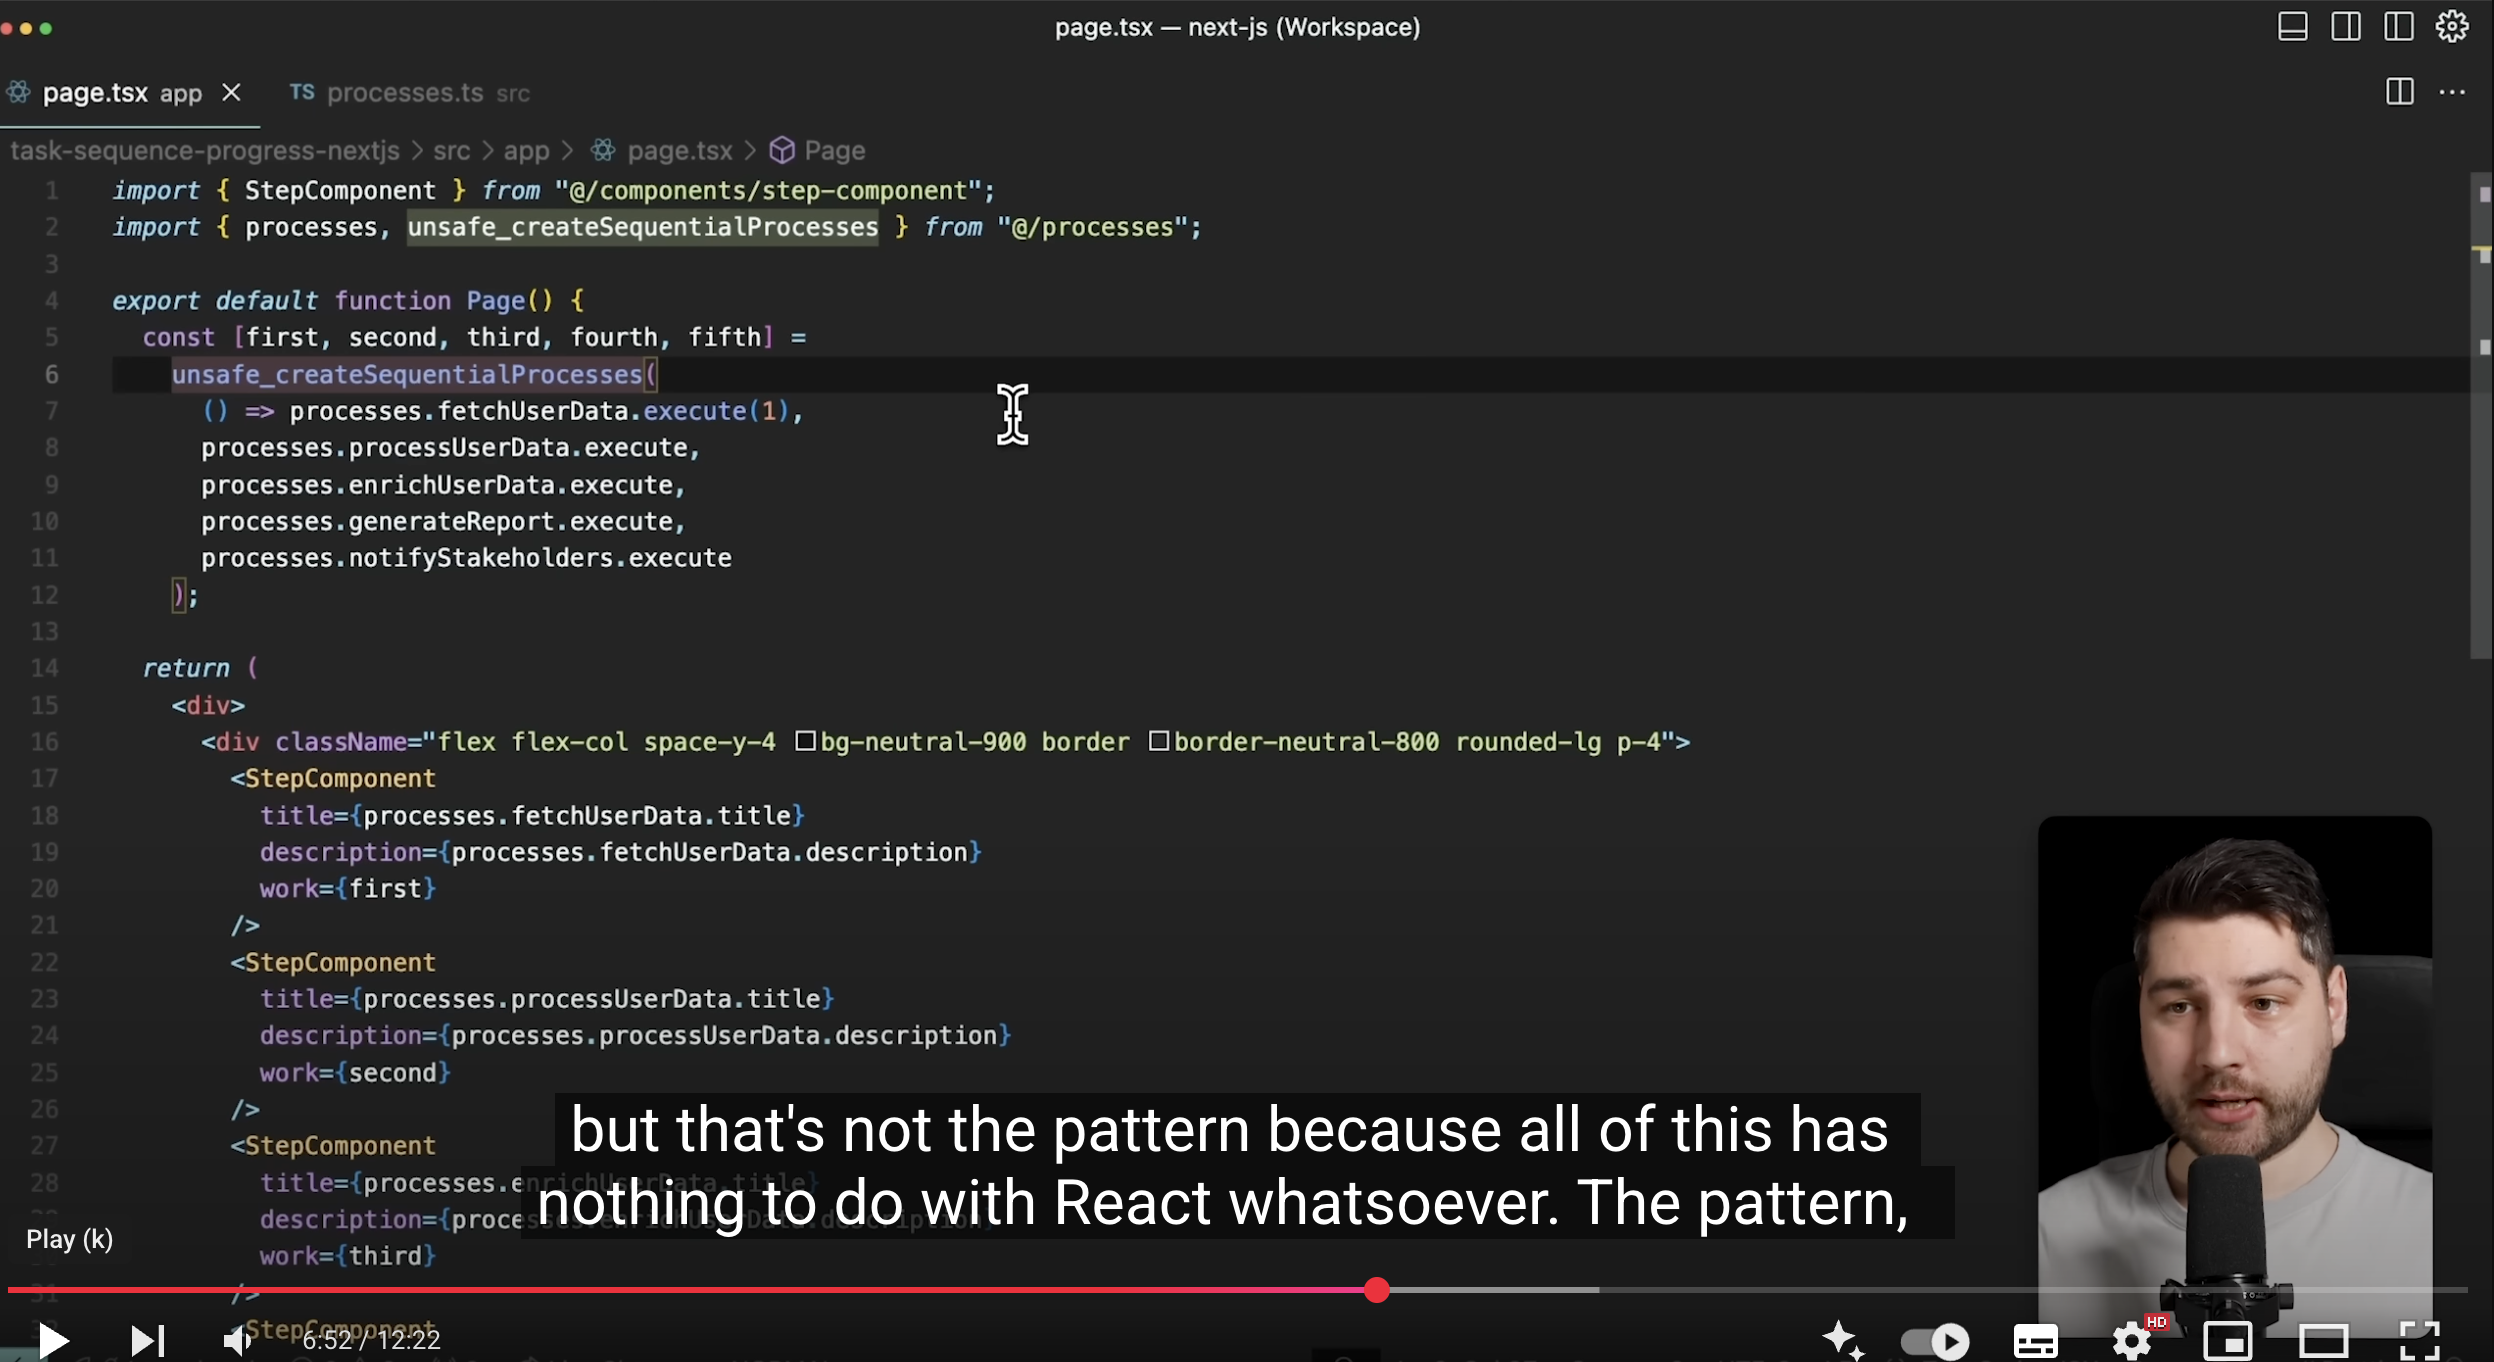 page.tsx — next-js (Workspace)
page.tsx app
TS processes.ts src
task-sequence-progress-nextjs > src > app > page.tsx > Page
1 import { StepComponent } from "@/components/step-component";
2 import { processes, unsafe_createSequentialProcesses } from "@/processes";
3
4 export default function Page() {
5 const [first, second, third, fourth, fifth] =
6 unsafe_createSequentialProcesses(
7 () => processes.fetchUserData.execute(1),
8 processes.processUserData.execute,
9 processes.enrichUserData.execute,
10 processes.generateReport.execute,
11 processes.notifyStakeholders.execute
12 );
13
14 return (
15 <div>
16 <div className="flex flex-col space-y-4 bg-neutral-900 border border-neutral-800 rounded-lg p-4">
17 <StepComponent
18 title={processes.fetchUserData.title}
19 description={processes.fetchUserData.description}
20 work={first}
21 />
22 <StepComponent
23 title={processes.processUserData.title}
24 description={processes.processUserData.description}
25 work={second}
26 />
27 <StepComponent
28 title={processes.enrichUserData.title}
description={processes.enrichUserData.description}
work={third}
31 />
<StepComponent
but that's not the pattern because all of this has
nothing to do with React whatsoever. The pattern,
Play (k)
6:52 / 12:22
HD